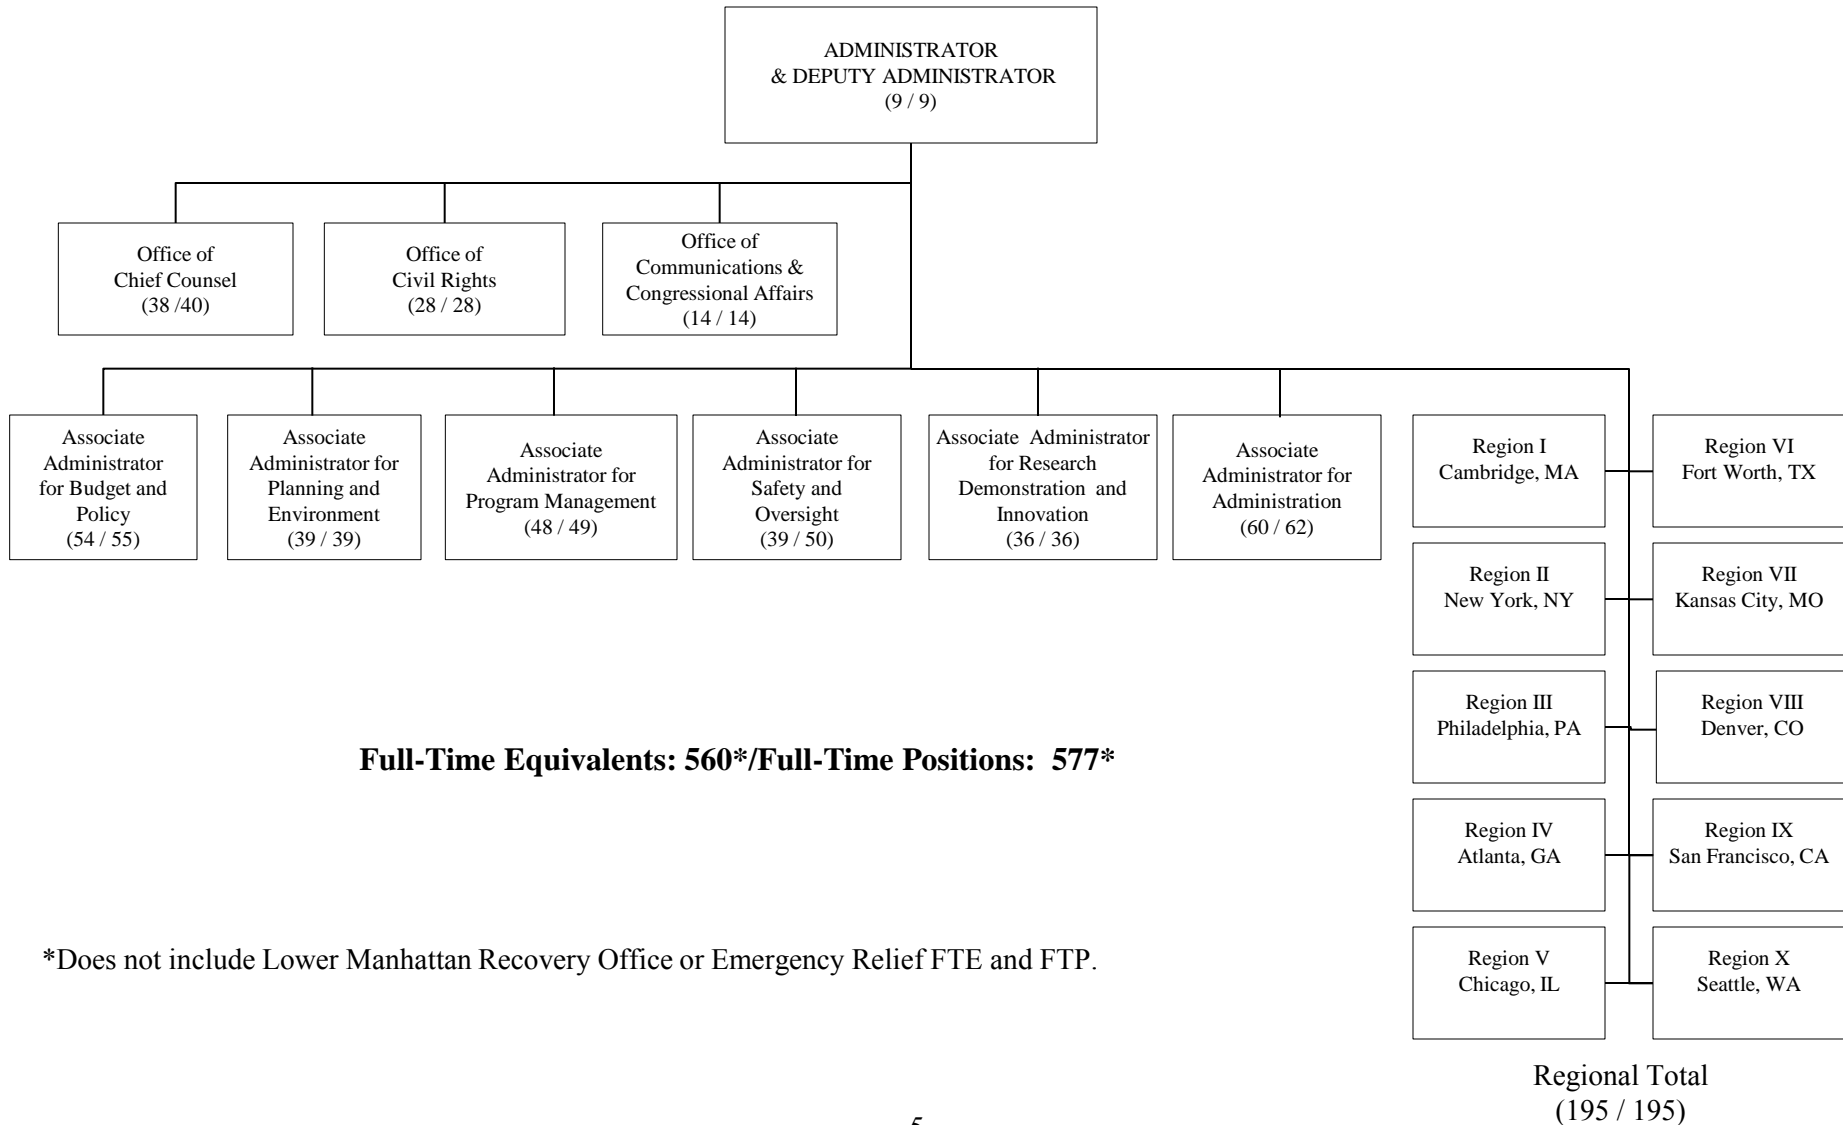 ADMINISTRATOR
& DEPUTY ADMINISTRATOR
(9 / 9)
Office of
Chief Counsel
(38 /40)
Office of
Civil Rights
(28 / 28)
Office of
Communications &
Congressional Affairs
(14 / 14)
Associate
Administrator
for Budget and
Policy
(54 / 55)
Associate
Administrator for
Planning and
Environment
(39 / 39)
Associate
Administrator for
Program Management
(48 / 49)
Associate
Administrator for
Safety and
Oversight
(39 / 50)
Associate Administrator
for Research
Demonstration and
Innovation
(36 / 36)
Associate
Administrator for
Administration
(60 / 62)
Region I
Cambridge, MA
Region VI
Fort Worth, TX
Region II
New York, NY
Region VII
Kansas City, MO
Region III
Philadelphia, PA
Region VIII
Denver, CO
Region IV
Atlanta, GA
Region IX
San Francisco, CA
Region V
Chicago, IL
Region X
Seattle, WA
Regional Total
(195 / 195)
Full-Time Equivalents: 560*/Full-Time Positions: 577*
*Does not include Lower Manhattan Recovery Office or Emergency Relief FTE and FTP.